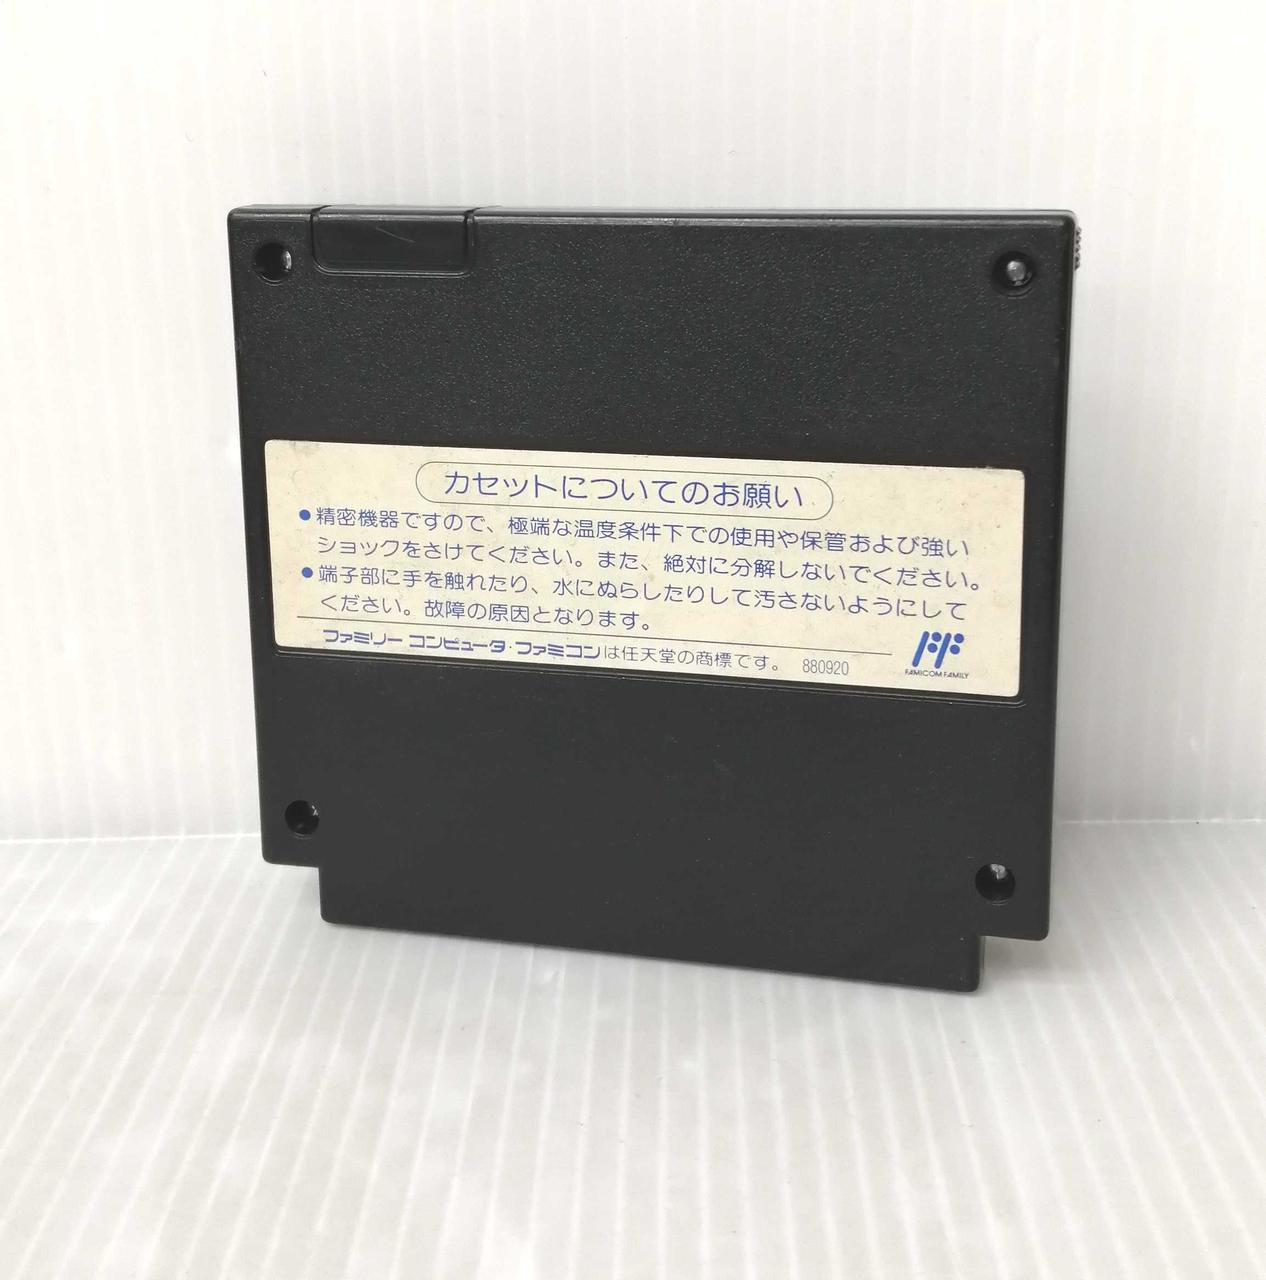 カセットについてのお願い
●精密機器ですので、極端な温度条件下での使用や保管および強い
ショックをさけてください。また、絶対に分解しないでください。
●端子部に手を触れたり、水にぬらしたりして汚さないようにして
ください。故障の原因となります。
ファミリー コンピュータ・ファミコンは任天堂の商標です。 880920
FAMICOM FAMILY